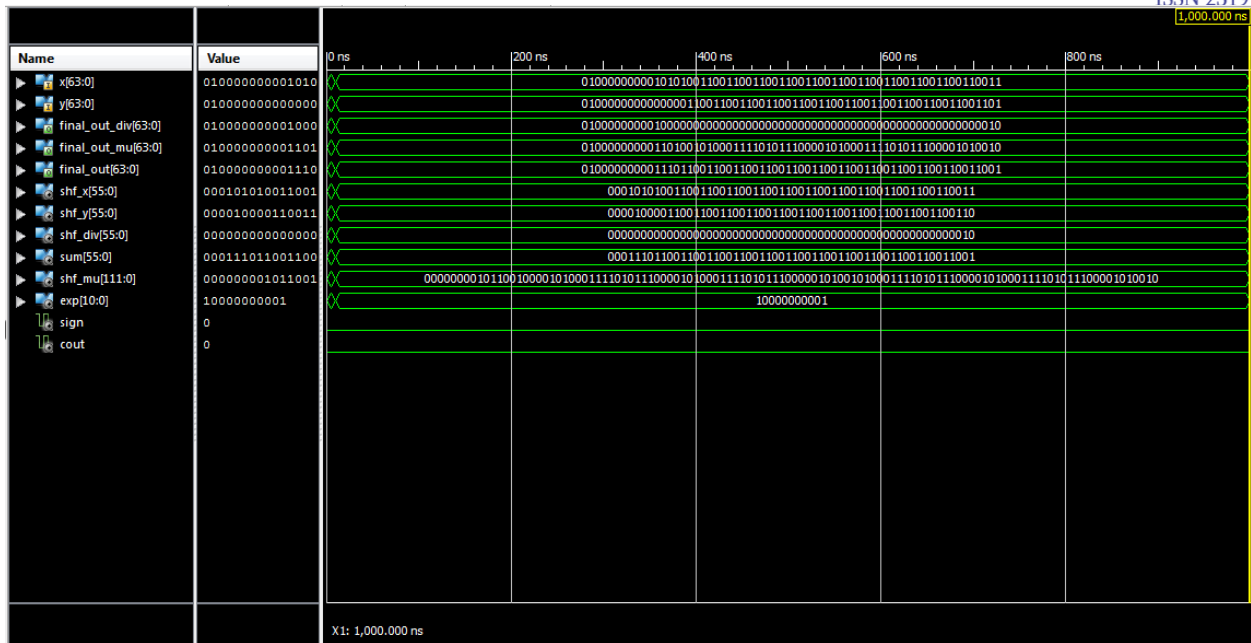 ISSN 2319
1,000.000 ns
Name Value 0 ns 200 ns 400 ns 600 ns 800 ns
x[63:0] 010000000001010 0100000000010101001100110011001100110011001100110011001100110011
y[63:0] 010000000000000 0100000000000000110011001100110011001100110011001100110011001101
final_out_div[63:0] 010000000001000 0100000000010000000000000000000000000000000000000000000000000010
final_out_mu[63:0] 010000000001101 0100000000011010010100011110101110000101000111101011100001010010
final_out[63:0] 010000000001110 0100000000011101100110011001100110011001100110011001100110011001
shf_x[55:0] 000101010011001 00010101001100110011001100110011001100110011001100110011
shf_y[55:0] 000010000110011 00001000011001100110011001100110011001100110011001100110
shf_div[55:0] 000000000000000 00000000000000000000000000000000000000000000000000000010
sum[55:0] 000111011001100 00011101100110011001100110011001100110011001100110011001
shf_mu[111:0] 000000001011001 0000000010110010000101000111101011100001010001111010111000001010010100011110101110000101000111101011100001010010
exp[10:0] 10000000001 10000000001
sign 0
cout 0
X1: 1,000.000 ns